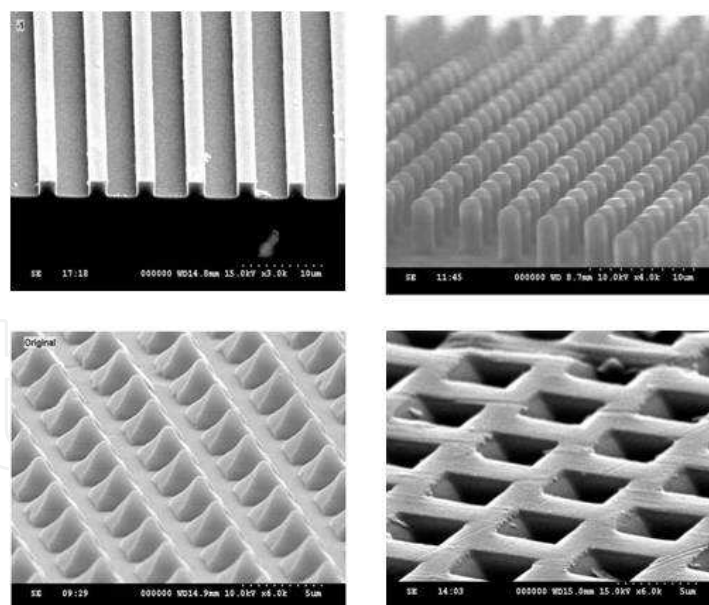 SE 17:18 000000 WD14.8mm 15.0kV x3.0k 10um
SE 11:45 000000 WD 8.7mm 10.0kV x4.0k 10um
Original
SE 09:29 000000 WD14.9mm 10.0kV x6.0k 5um
SE 14:03 000000 WD15.0mm 15.0kV x6.0k 5um